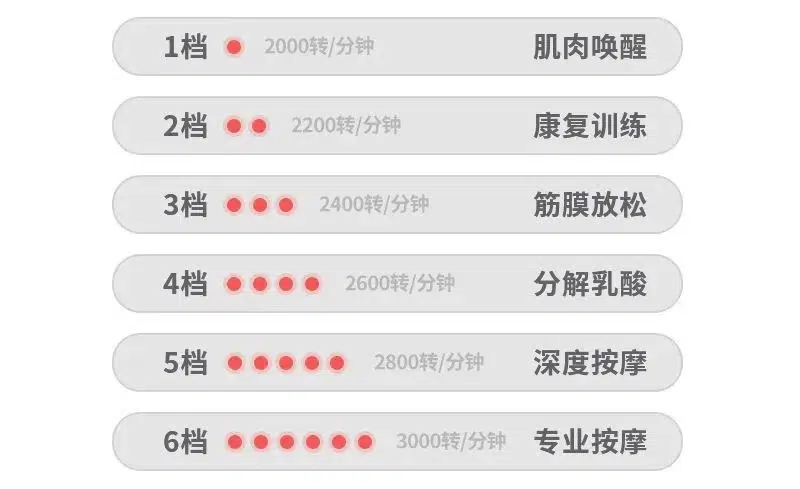 1档 2000转/分钟 肌肉唤醒
2档 2200转/分钟 康复训练
3档 2400转/分钟 筋膜放松
4档 2600转/分钟 分解乳酸
5档 2800转/分钟 深度按摩
6档 3000转/分钟 专业按摩